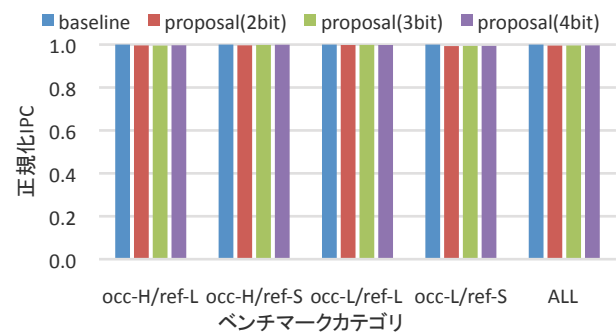 baseline proposal(2bit) proposal(3bit) proposal(4bit)
1.0
0.8
0.6
0.4
0.2
0.0
正規化IPC
occ-H/ref-L occ-H/ref-S occ-L/ref-L occ-L/ref-S ALL
ベンチマークカテゴリ